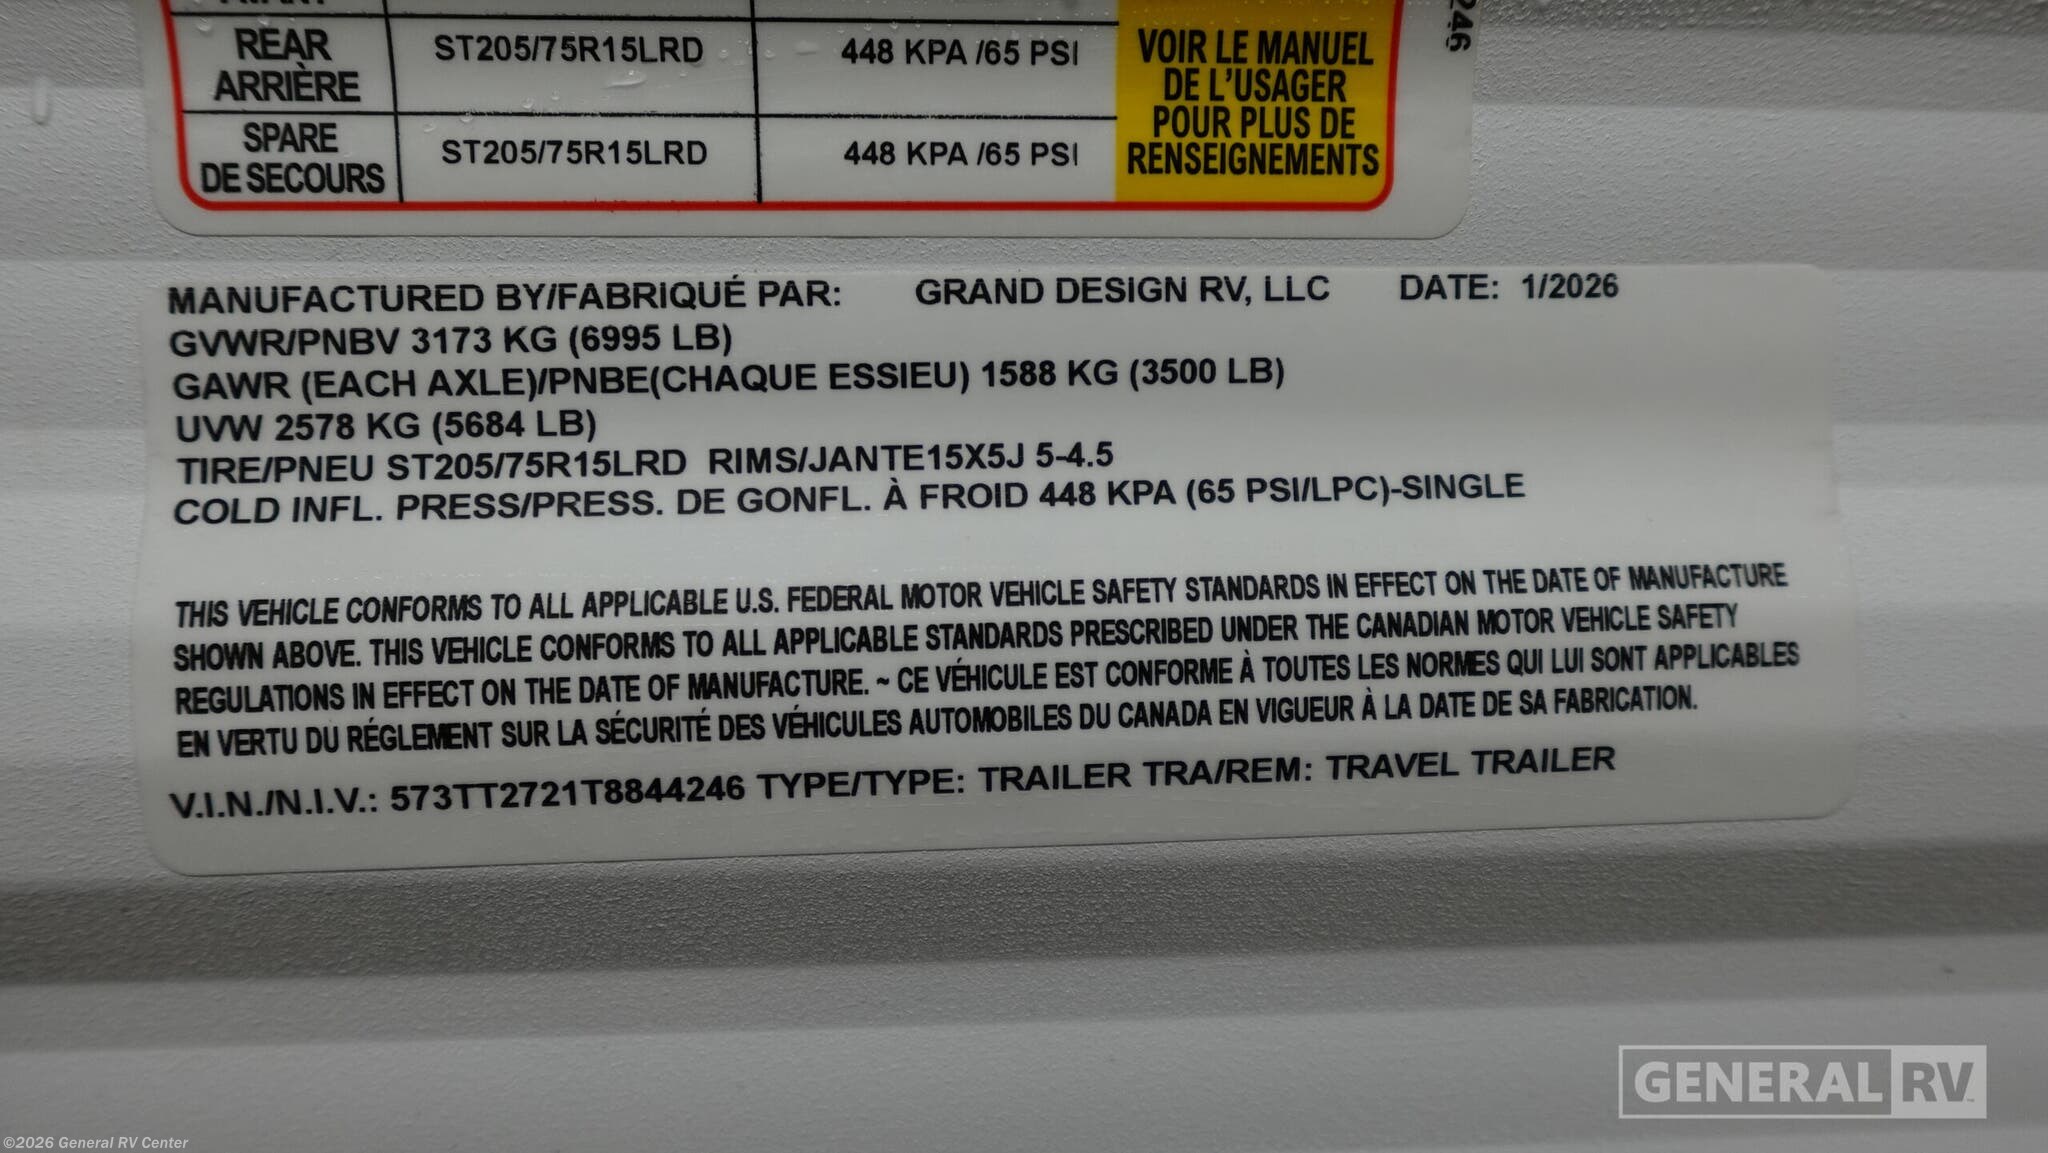 REAR
ARRIÈRE
ST205/75R15LRD
448 KPA /65 PSI
SPARE
DE SECOURS
ST205/75R15LRD
448 KPA /65 PSI
VOIR LE MANUEL
DE L'USAGER
POUR PLUS DE
RENSEIGNEMENTS
246
MANUFACTURED BY/FABRIQUÉ PAR: GRAND DESIGN RV, LLC DATE: 1/2026
GVWR/PNBV 3173 KG (6995 LB)
GAWR (EACH AXLE)/PNBE(CHAQUE ESSIEU) 1588 KG (3500 LB)
UVW 2578 KG (5684 LB)
TIRE/PNEU ST205/75R15LRD RIMS/JANTE15X5J 5-4.5
COLD INFL. PRESS/PRESS. DE GONFL. À FROID 448 KPA (65 PSI/LPC)-SINGLE
THIS VEHICLE CONFORMS TO ALL APPLICABLE U.S. FEDERAL MOTOR VEHICLE SAFETY STANDARDS IN EFFECT ON THE DATE OF MANUFACTURE
SHOWN ABOVE. THIS VEHICLE CONFORMS TO ALL APPLICABLE STANDARDS PRESCRIBED UNDER THE CANADIAN MOTOR VEHICLE SAFETY
REGULATIONS IN EFFECT ON THE DATE OF MANUFACTURE. ~ CE VÉHICULE EST CONFORME À TOUTES LES NORMES QUI LUI SONT APPLICABLES
EN VERTU DU RÉGLEMENT SUR LA SÉCURITÉ DES VÉHICULES AUTOMOBILES DU CANADA EN VIGUEUR À LA DATE DE SA FABRICATION.
V.I.N./N.I.V.: 573TT2721T8844246 TYPE/TYPE: TRAILER TRA/REM: TRAVEL TRAILER
GENERAL RV
©2026 General RV Center